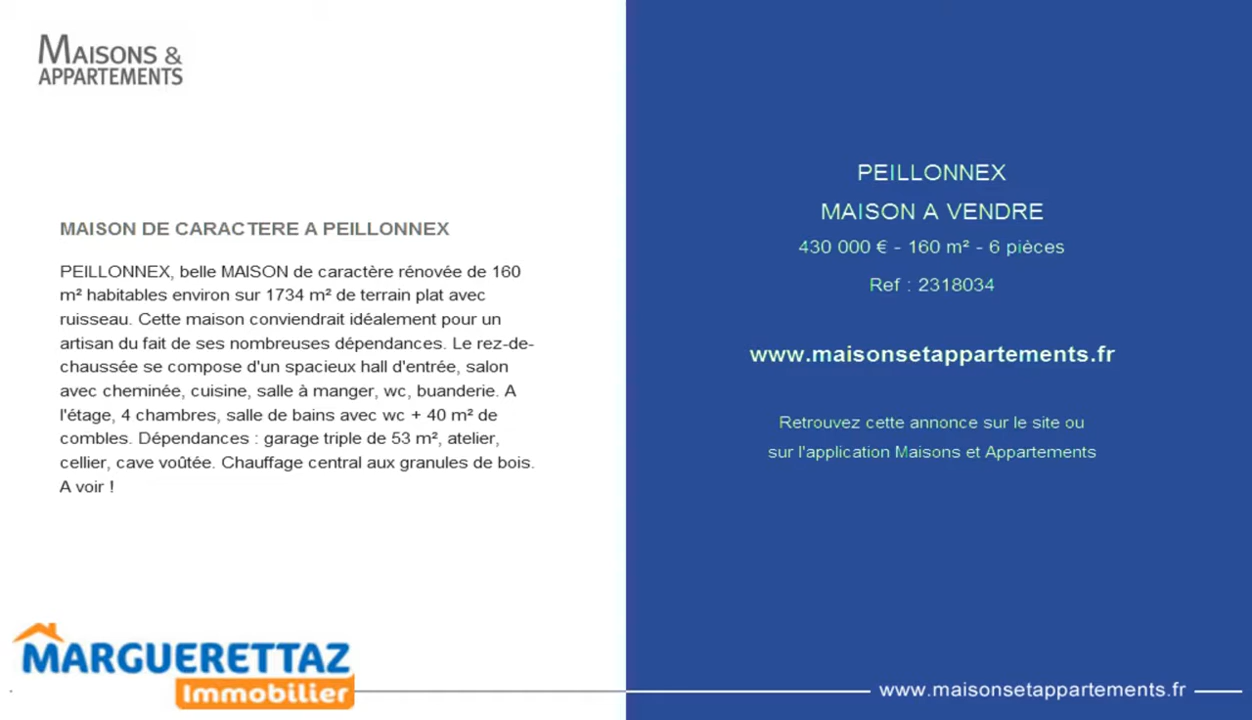 MAISONS &
APPARTEMENTS
MAISON DE CARACTERE A PEILLONNEX
PEILLONNEX, belle MAISON de caractère rénovée de 160
m² habitables environ sur 1734 m² de terrain plat avec
ruisseau. Cette maison conviendrait idéalement pour un
artisan du fait de ses nombreuses dépendances. Le rez-de-
chaussée se compose d'un spacieux hall d'entrée, salon
avec cheminée, cuisine, salle à manger, wc, buanderie. A
l'étage, 4 chambres, salle de bains avec wc + 40 m² de
combles. Dépendances : garage triple de 53 m², atelier,
cellier, cave voûtée. Chauffage central aux granules de bois.
A voir !
MARGUERETTAZ
Immobilier
PEILLONNEX
MAISON A VENDRE
430 000 € - 160 m² - 6 pièces
Ref : 2318034
www.maisonsetappartements.fr
Retrouvez cette annonce sur le site ou
sur l'application Maisons et Appartements
www.maisonsetappartements.fr